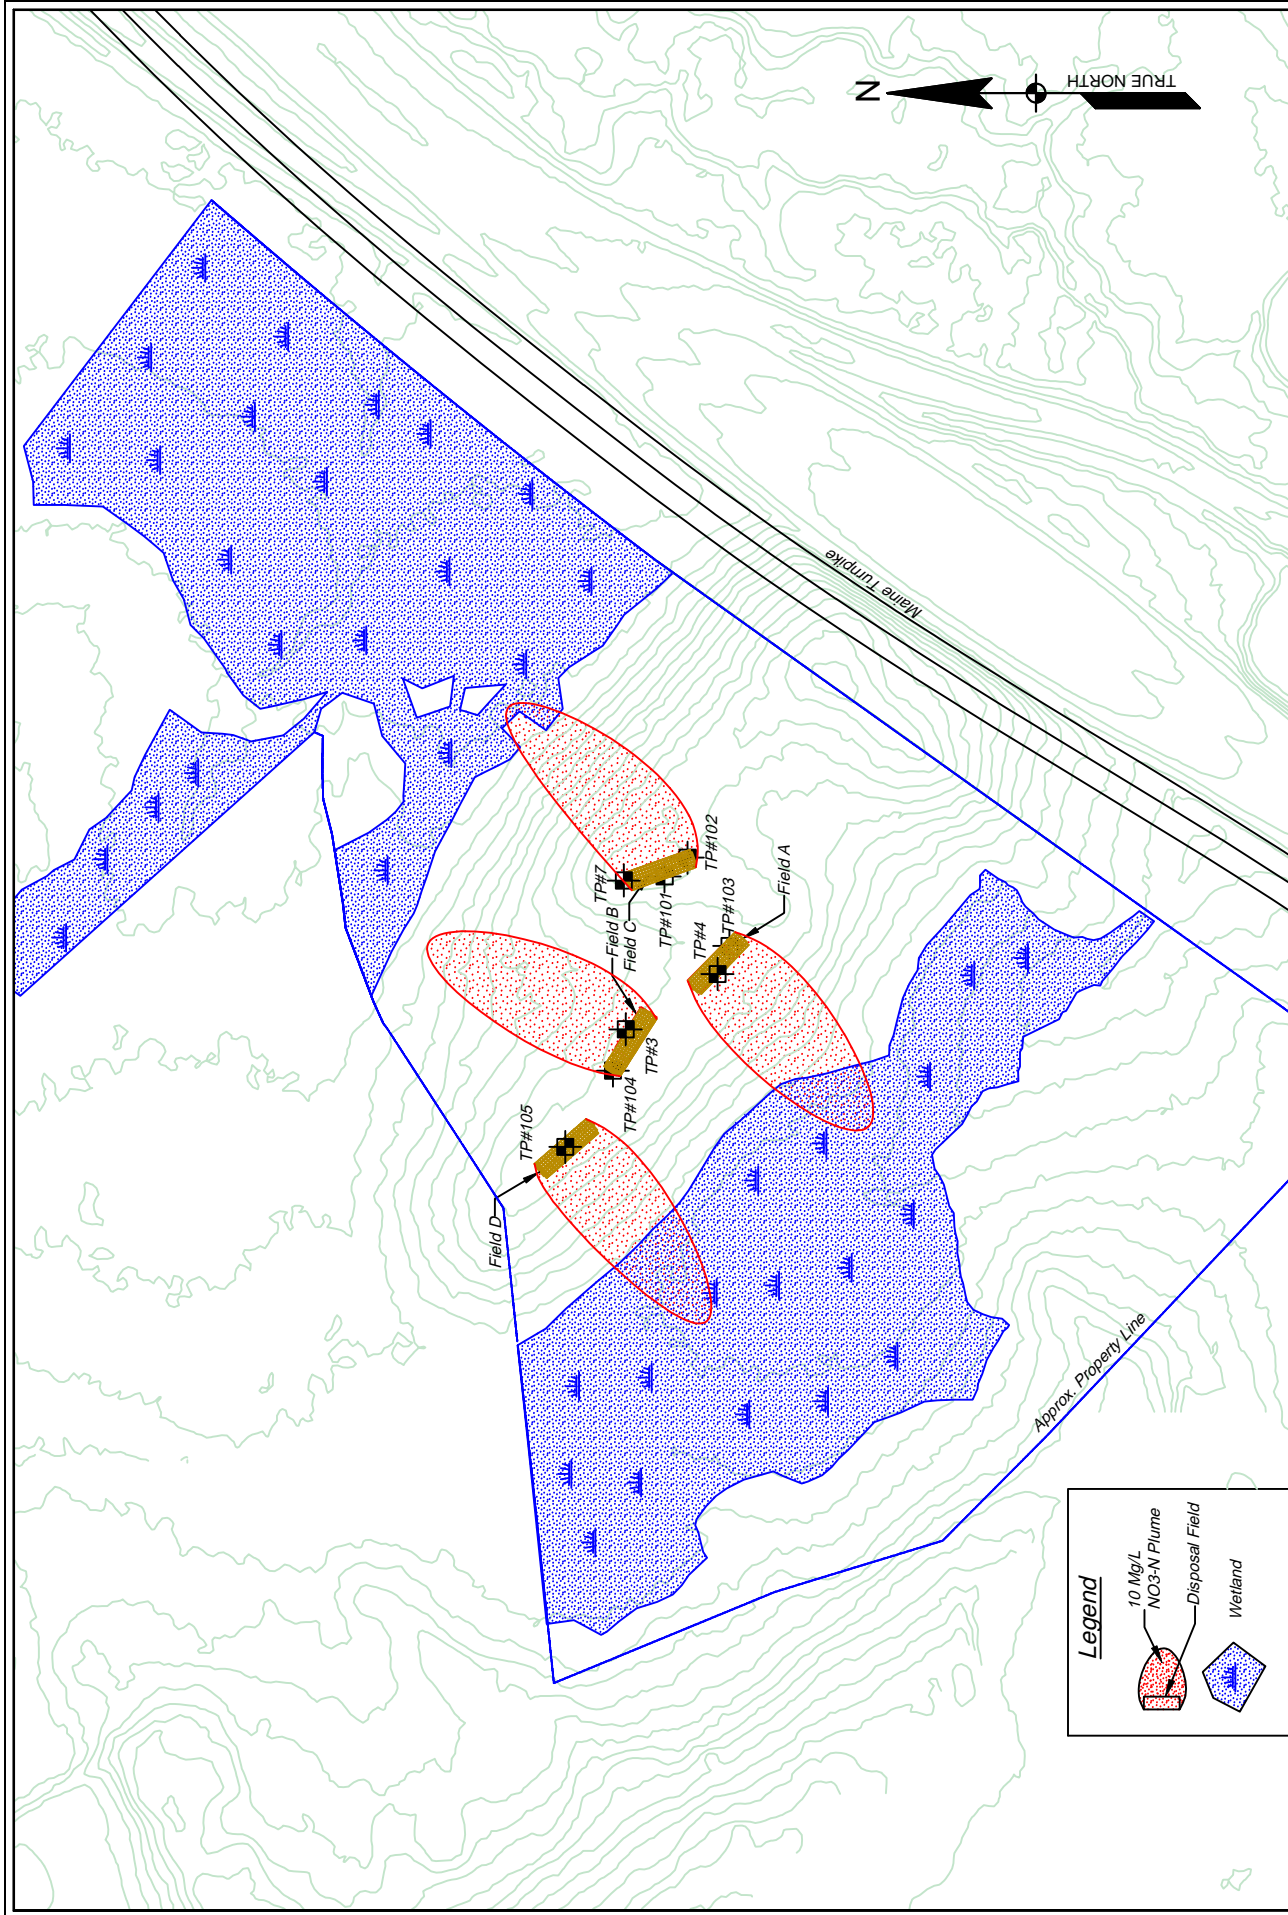 N
TRUE NORTH
Maine Turnpike
TP#7
Field B
Field C
TP#101
TP#102
TP#4
TP#103
Field A
TP#3
TP#104
TP#105
Field D
Approx. Property Line
Legend
10 Mg/L
NO3-N Plume
Disposal Field
Wetland